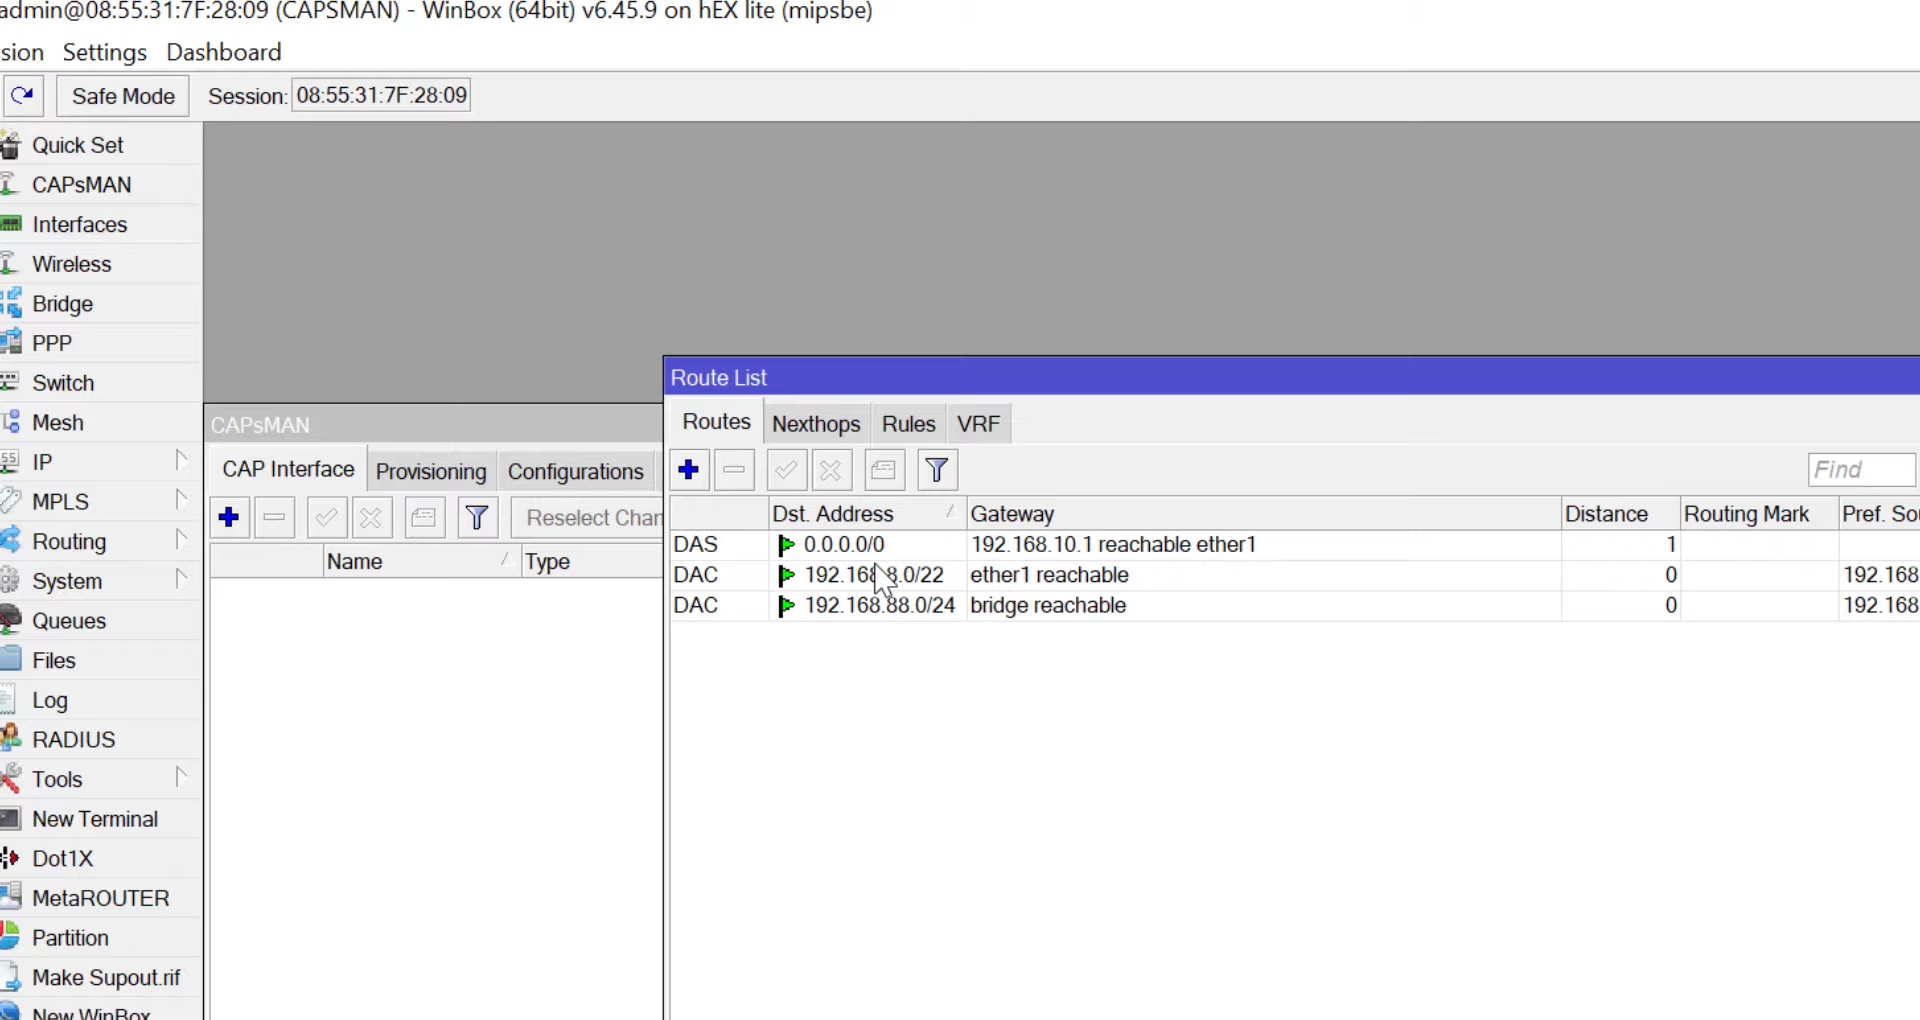 admin@08:55:31:7F:28:09 (CAPSMAN) - WinBox (64bit) v6.45.9 on hEX lite (mipsbe)
sion Settings Dashboard
Safe Mode Session: 08:55:31:7F:28:09
Quick Set
CAPsMAN
Interfaces
Wireless
Bridge
PPP
Switch
Mesh
IP
MPLS
Routing
System
Queues
Files
Log
RADIUS
Tools
New Terminal
Dot1X
MetaROUTER
Partition
Make Supout.rif
New WinBox
CAPsMAN
CAP Interface Provisioning Configurations
Reselect Chan
Name Type
Route List
Routes Nexthops Rules VRF
Find
Dst. Address Gateway Distance Routing Mark Pref. So
DAS 0.0.0.0/0 192.168.10.1 reachable ether1 1
DAC 192.168.8.0/22 ether1 reachable 0 192.168
DAC 192.168.88.0/24 bridge reachable 0 192.168